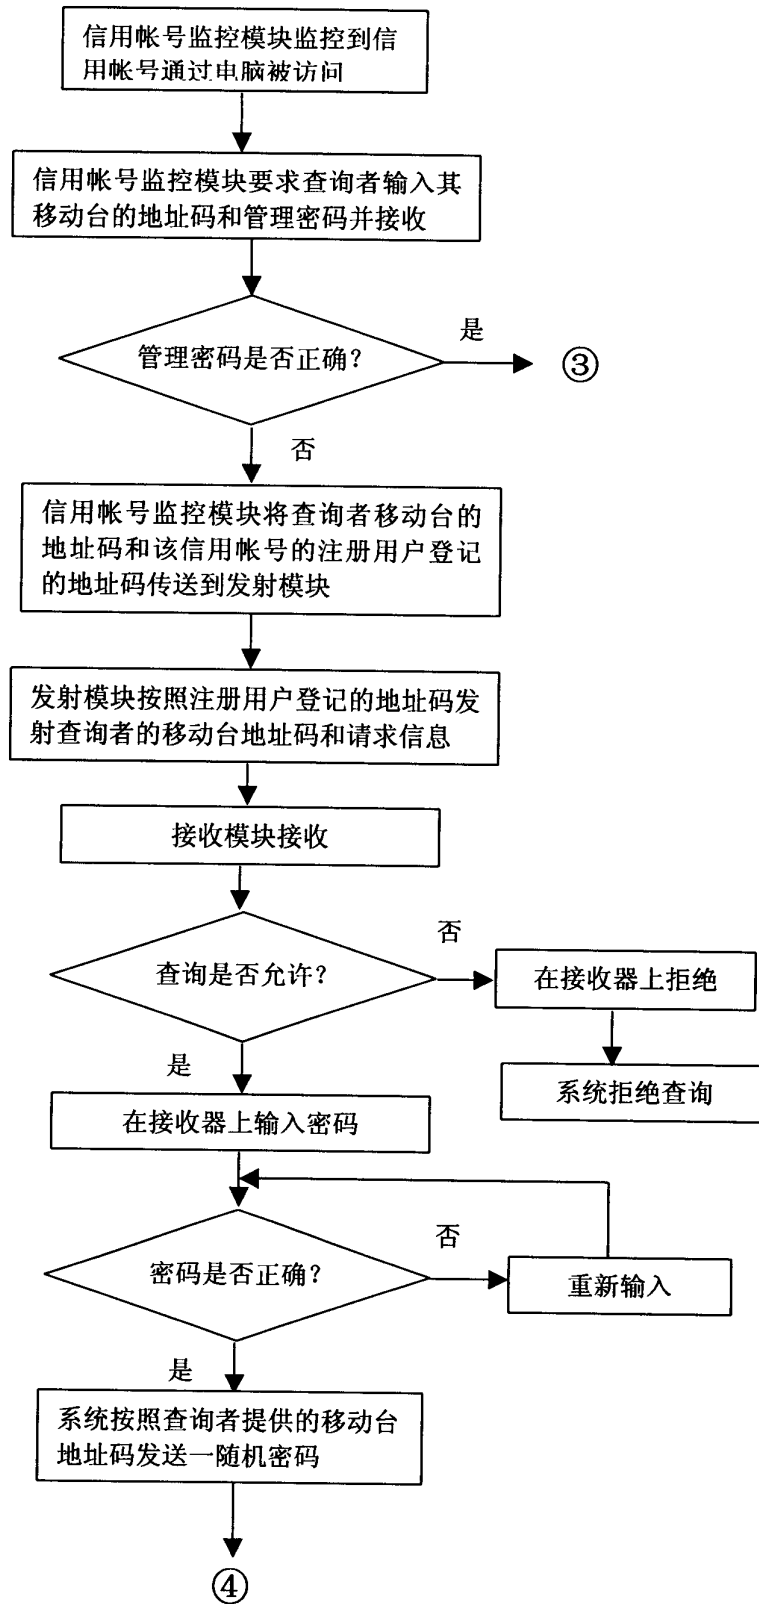 信用帐号监控模块监控到信
用帐号通过电脑被访问
信用帐号监控模块要求查询者输入其
移动台的地址码和管理密码并接收
管理密码是否正确？
是
③
否
信用帐号监控模块将查询者移动台的
地址码和该信用帐号的注册用户登记
的地址码传送到发射模块
发射模块按照注册用户登记的地址码发
射查询者的移动台地址码和请求信息
接收模块接收
查询是否允许？
否
在接收器上拒绝
系统拒绝查询
是
在接收器上输入密码
密码是否正确？
否
重新输入
是
系统按照查询者提供的移动台
地址码发送一随机密码
④